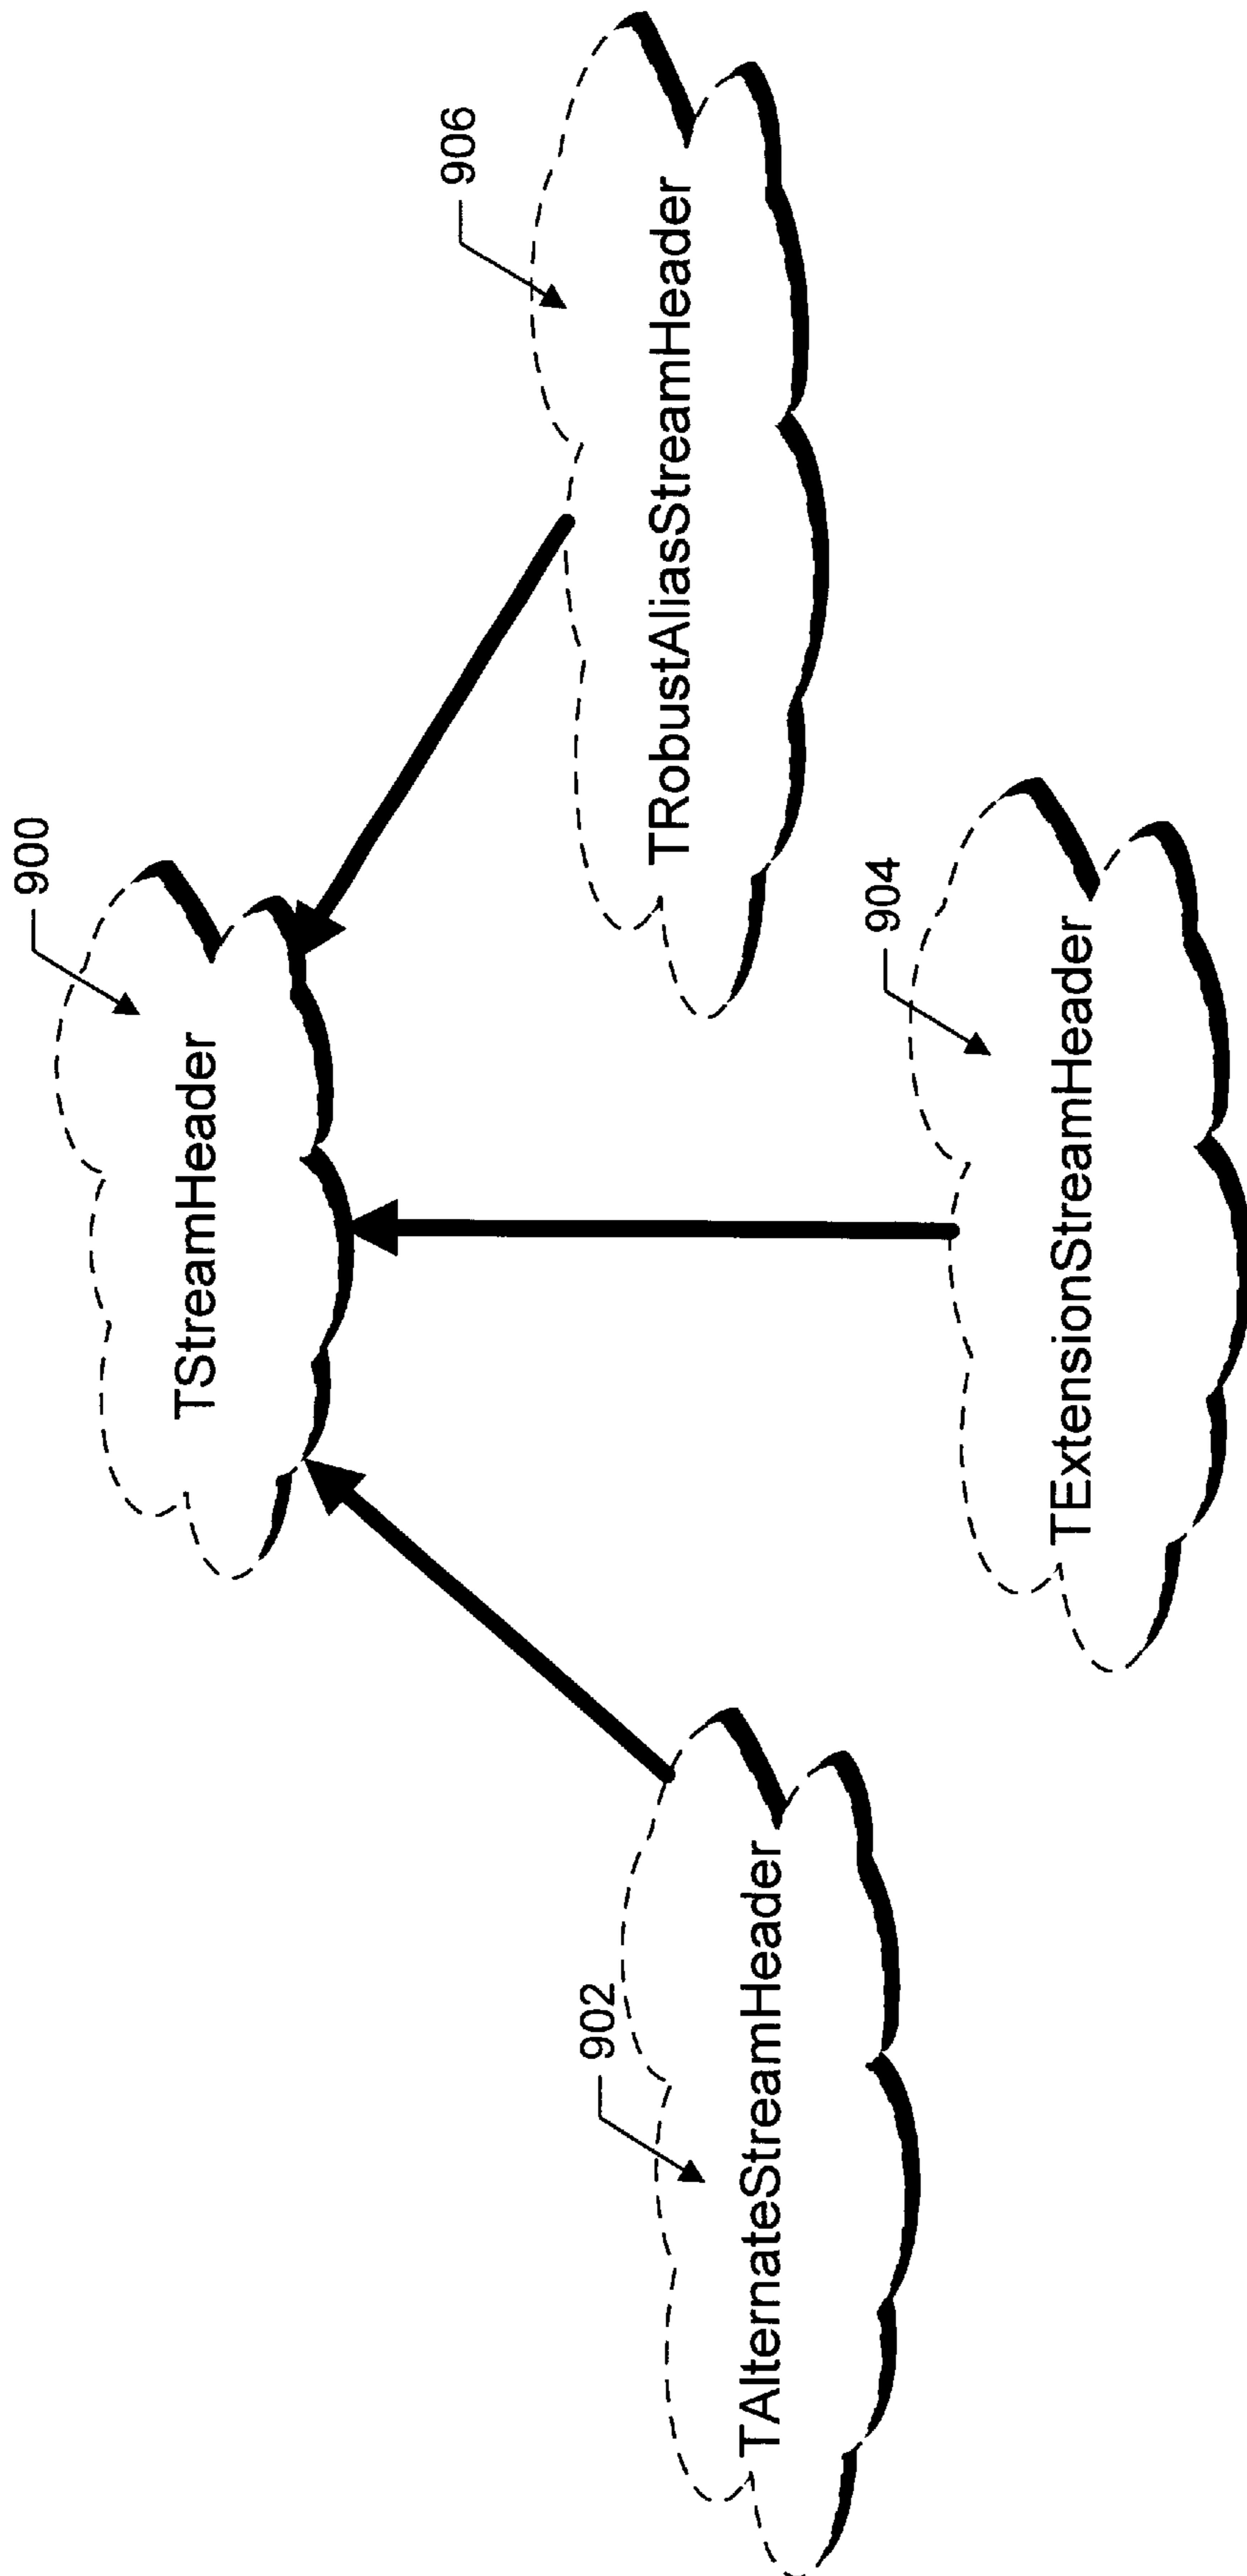 900
TStreamHeader
906
TRobustAliasStreamHeader
902
TAlternateStreamHeader
904
TExtensionStreamHeader